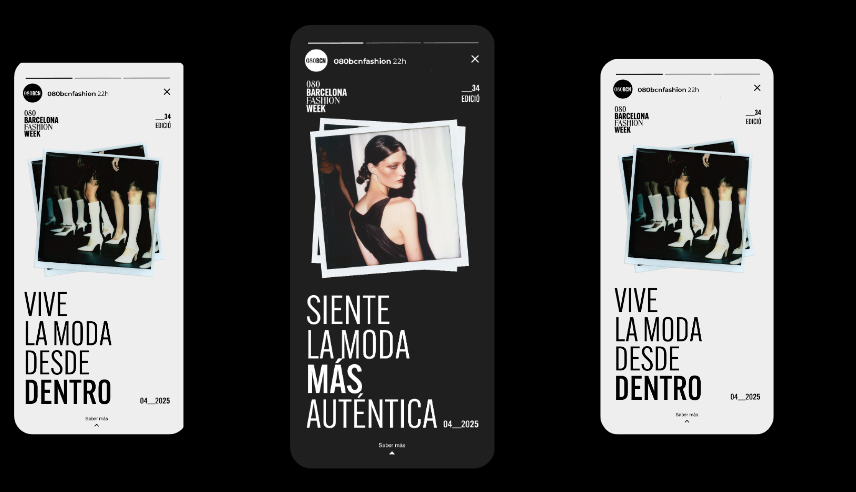 080BCN
080bcnfashion 22h
080
BARCELONA
FASHION
WEEK
__34
EDICIÓ
VIVE
LA MODA
DESDE
DENTRO
04__2025
Saber más
080BCN
080bcnfashion 22h
080
BARCELONA
FASHION
WEEK
__34
EDICIÓ
SIENTE
LA MODA
MÁS
AUTÉNTICA
04__2025
Saber más
080BCN
080bcnfashion 22h
080
BARCELONA
FASHION
WEEK
__34
EDICIÓ
VIVE
LA MODA
DESDE
DENTRO
04__2025
Saber más